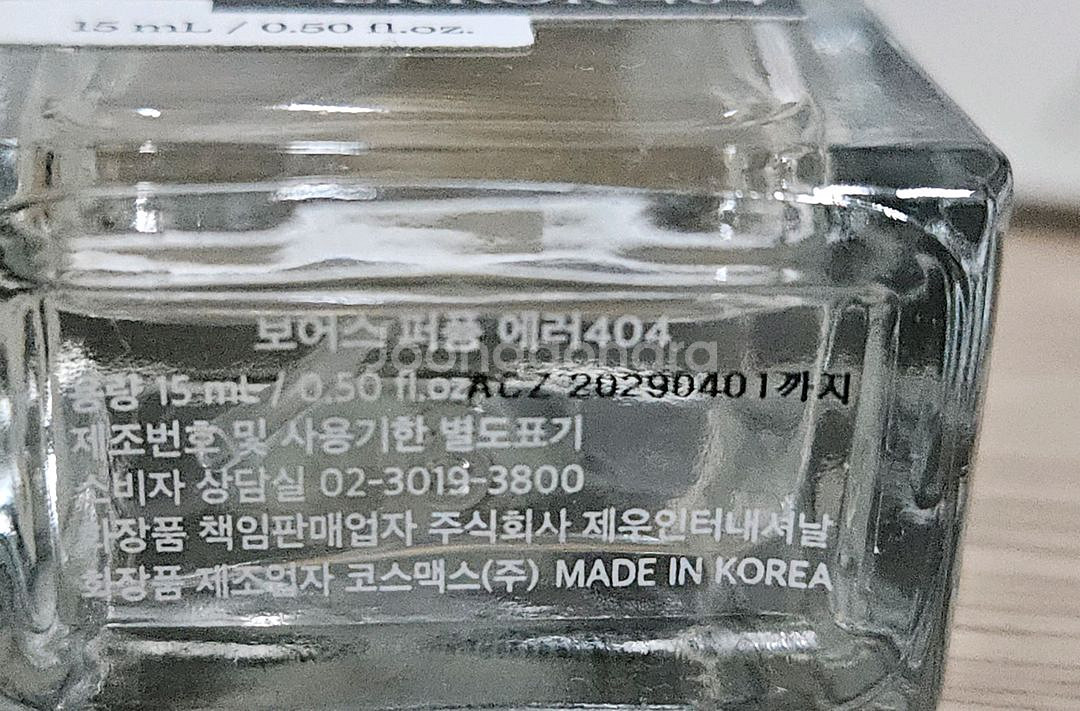 15 mL / 0.50 fl.oz.
보어스 퍼퓸 에러404
용량 15 mL / 0.50 fl.oz. ACZ 20290401까지
제조번호 및 사용기한 별도표기
소비자 상담실 02-3019-3800
화장품 책임판매업자 주식회사 제우인터내셔날
화장품 제조업자 코스맥스(주) MADE IN KOREA
Joongonara